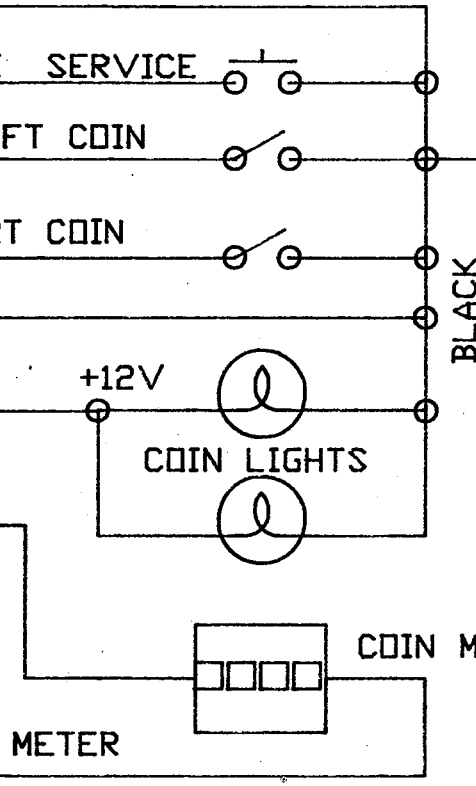 SERVICE
FT COIN
T COIN
BLACK
+12V
COIN LIGHTS
COIN M
METER